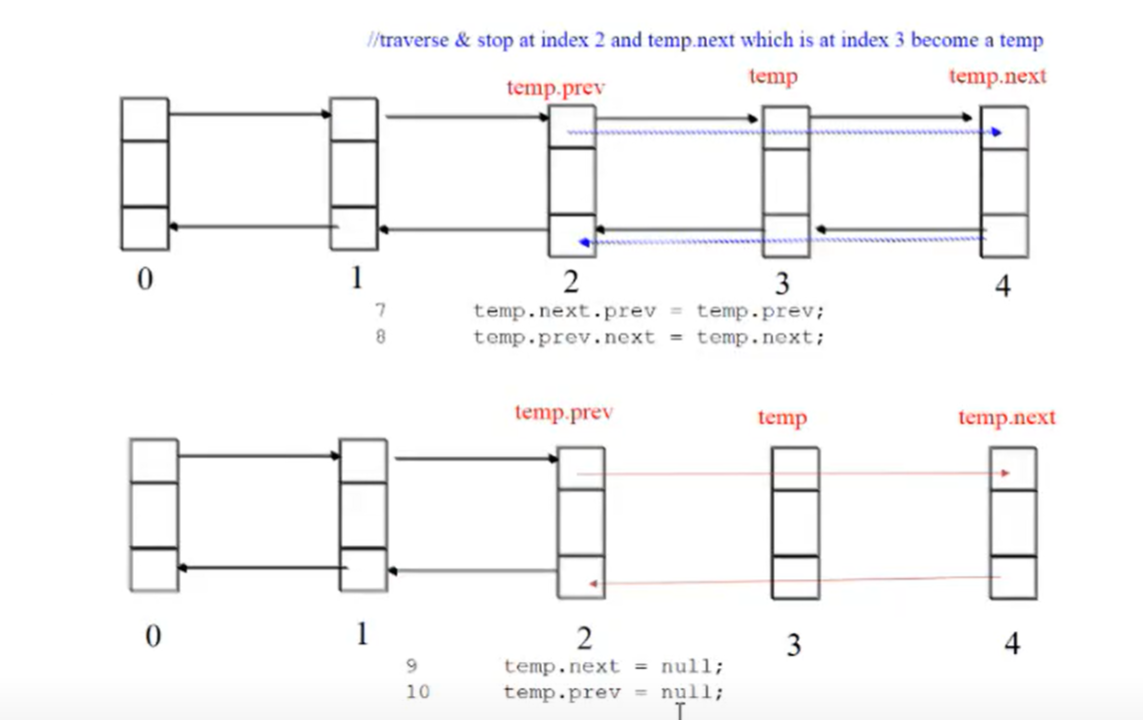 //traverse & stop at index 2 and temp.next which is at index 3 become a temp
temp.prev temp temp.next
0 1 2 3 4
7 temp.next.prev = temp.prev;
8 temp.prev.next = temp.next;
temp.prev temp temp.next
0 1 2 3 4
9 temp.next = null;
10 temp.prev = null;